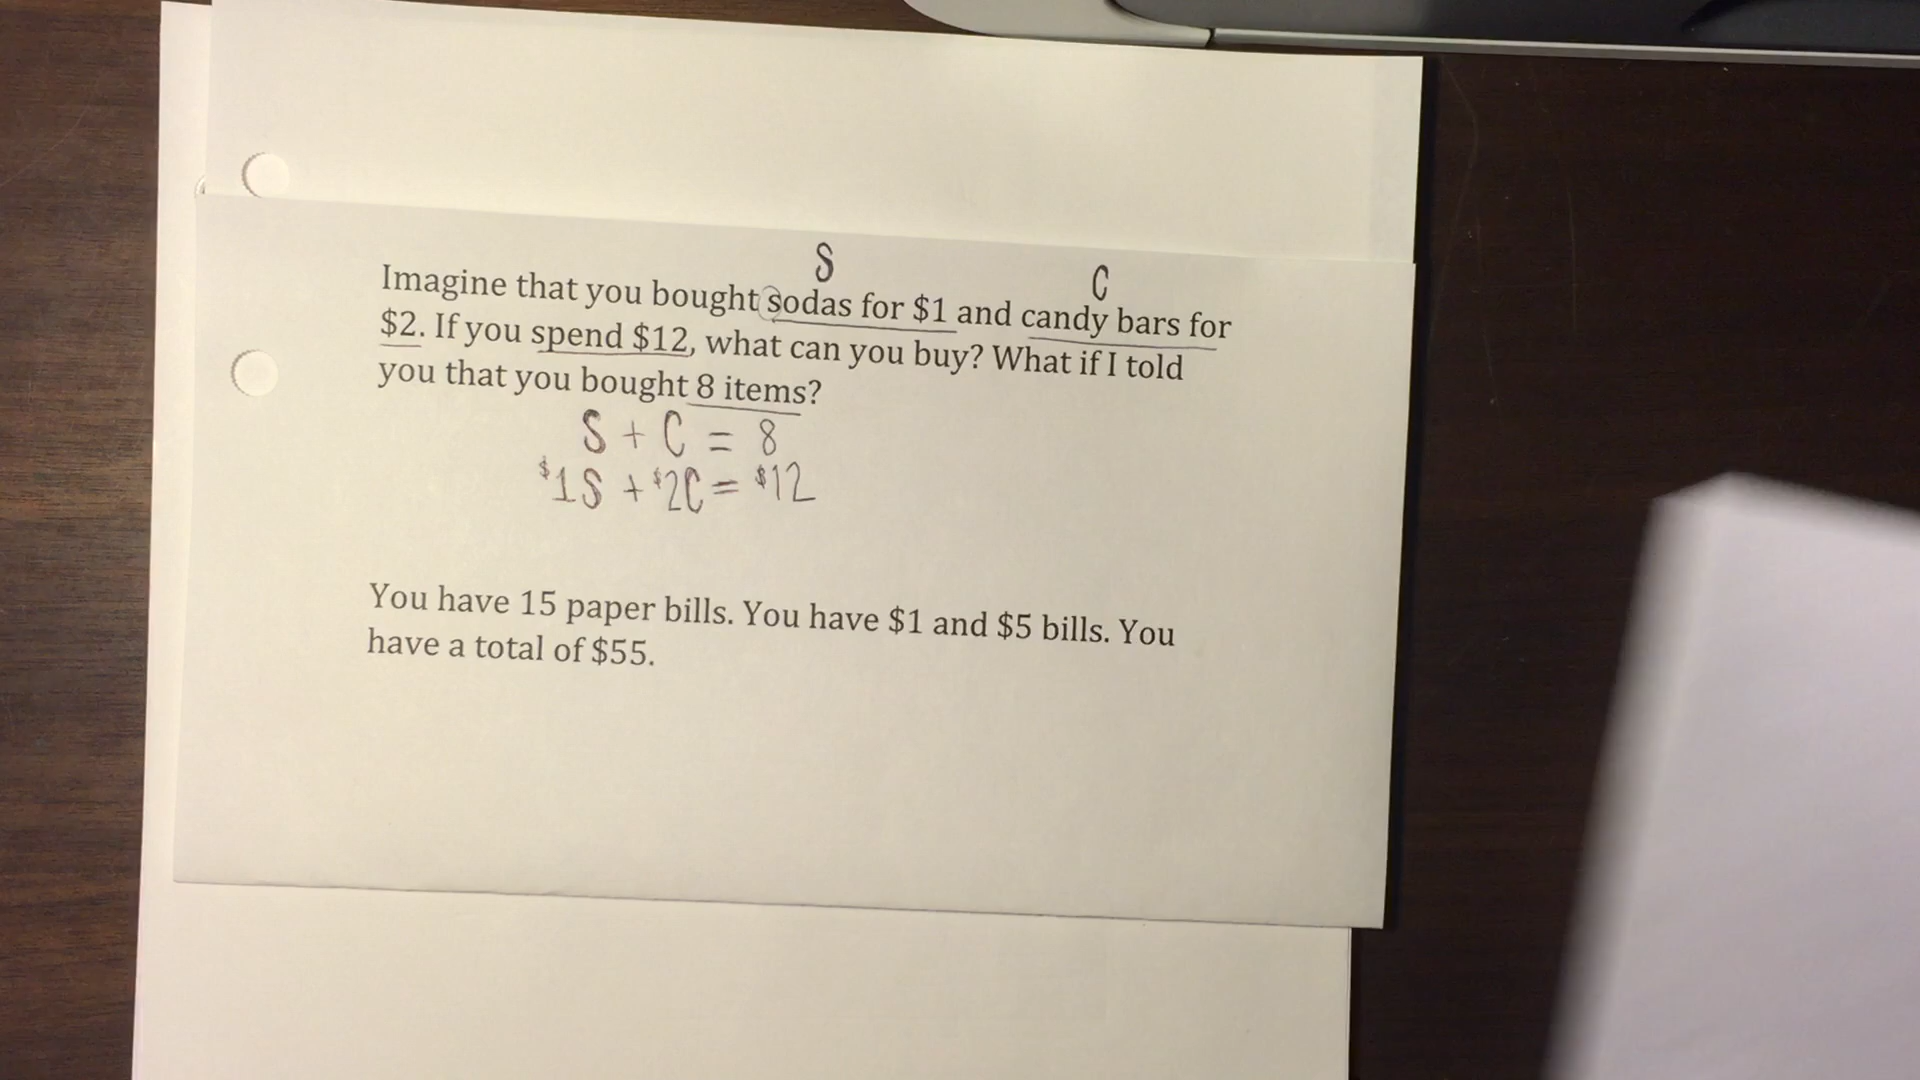 S C
Imagine that you bought sodas for $1 and candy bars for
$2. If you spend $12, what can you buy? What if I told
you that you bought 8 items?
S + C = 8
$1S + $2C = $12
You have 15 paper bills. You have $1 and $5 bills. You
have a total of $55.